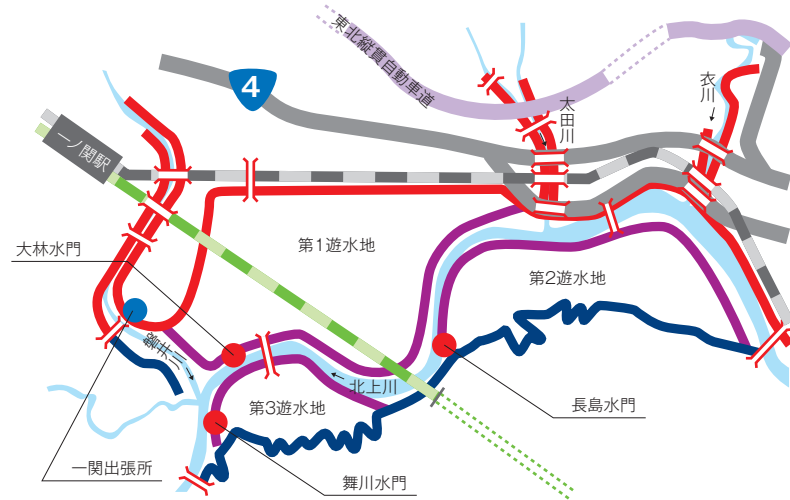 東北縦貫自動車道
4
太田川
衣川
一ノ関駅
大林水門
第1遊水地
第2遊水地
磐井川
北上川
第3遊水地
長島水門
一関出張所
舞川水門